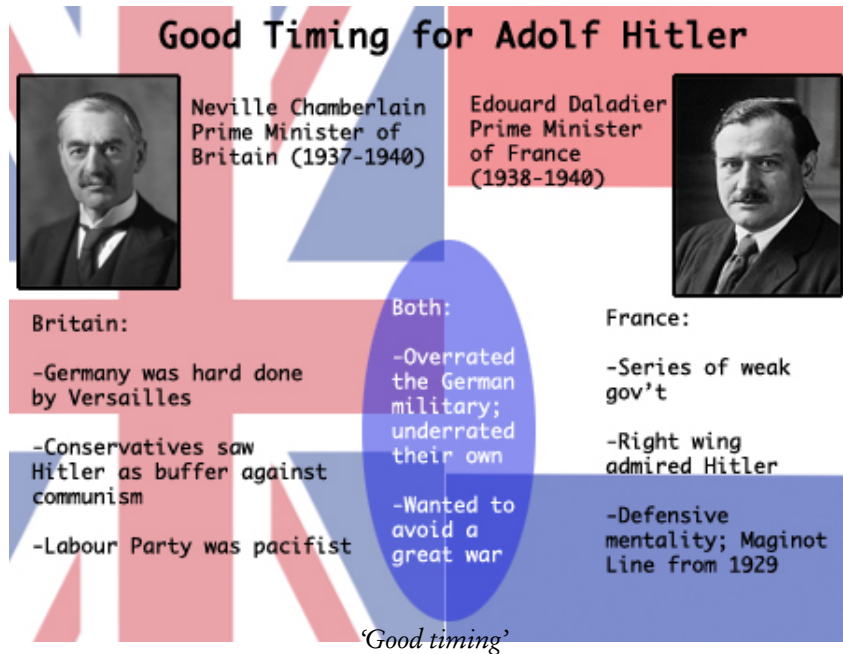 Good Timing for Adolf Hitler
Neville Chamberlain
Prime Minister of
Britain (1937-1940)
Edouard Daladier
Prime Minister
of France
(1938-1940)
Britain:
-Germany was hard done
by Versailles
-Conservatives saw
Hitler as buffer against
communism
-Labour Party was pacifist
Both:
-Overrated
the German
military;
underrated
their own
-Wanted to
avoid a
great war
France:
-Series of weak
gov't
-Right wing
admired Hitler
-Defensive
mentality; Maginot
Line from 1929
‘Good timing’